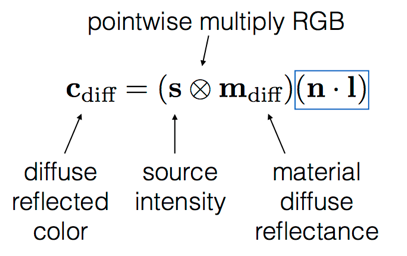 pointwise multiply RGB
c_diff = (s ⊗ m_diff)(n · l)
diffuse
reflected
color
source
intensity
material
diffuse
reflectance